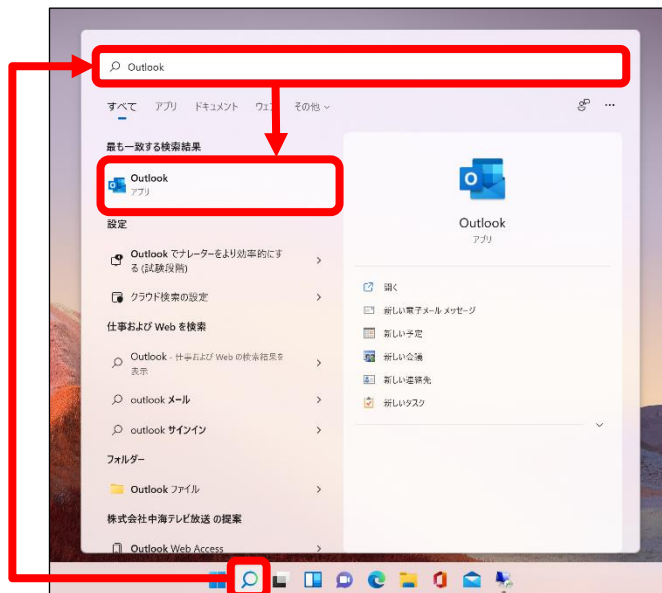 Outlook
すべて アプリ ドキュメント ウェブ その他
最も一致する検索結果
Outlook
アプリ
Outlook
アプリ
設定
Outlook でナレーターをより効率的にす
る (試験段階)
クラウド検索の設定
開く
新しい電子メール メッセージ
新しい予定
新しい会議
新しい連絡先
新しいタスク
仕事および Web を検索
Outlook - 仕事および Web の検索結果を
表示
outlook メール
outlook サインイン
フォルダー
Outlook ファイル
株式会社中海テレビ放送 の提案
Outlook Web Access